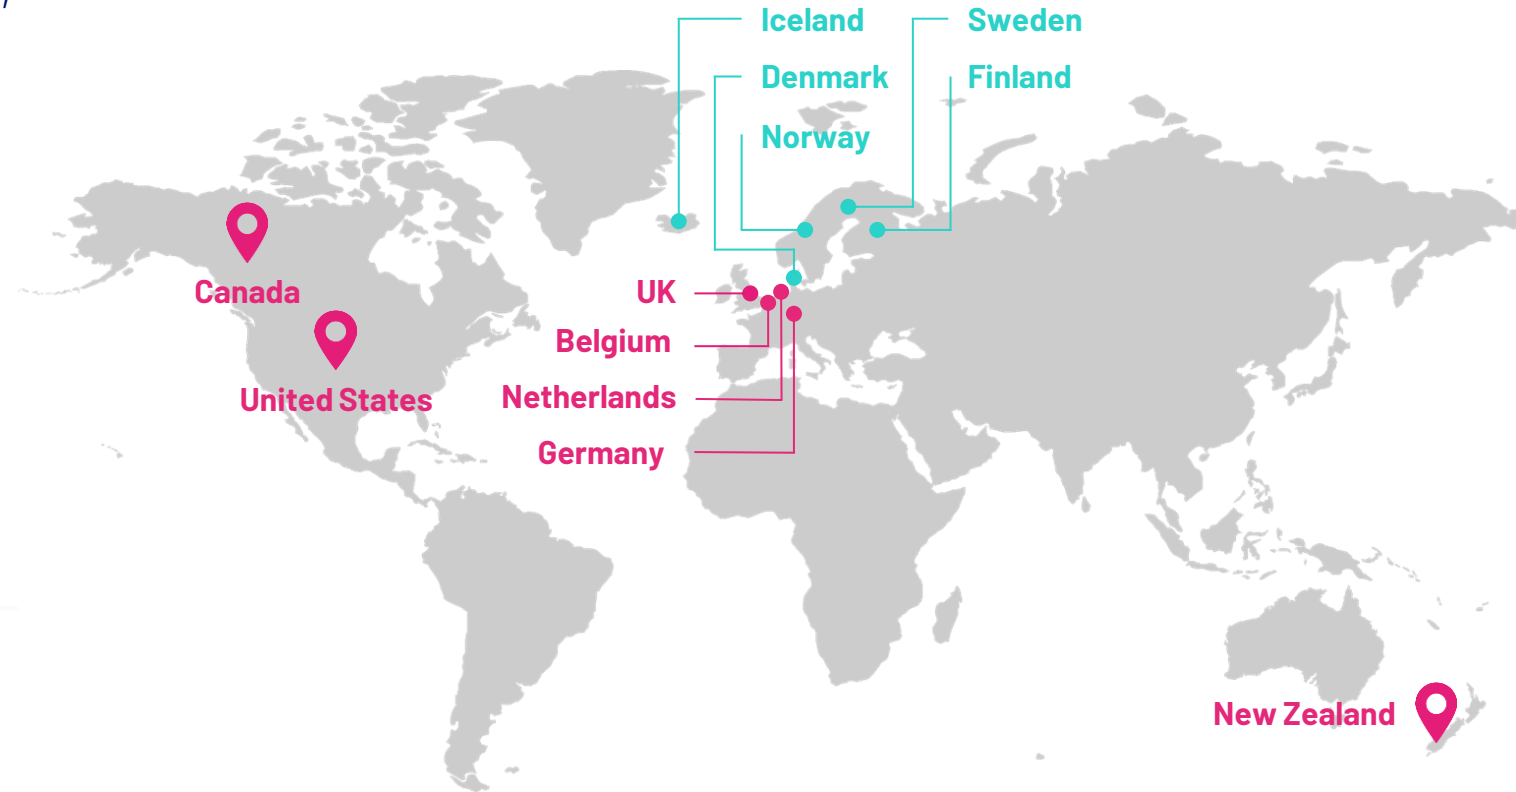 Iceland
Sweden
Denmark
Finland
Norway
Canada
UK
United States
Belgium
Netherlands
Germany
New Zealand